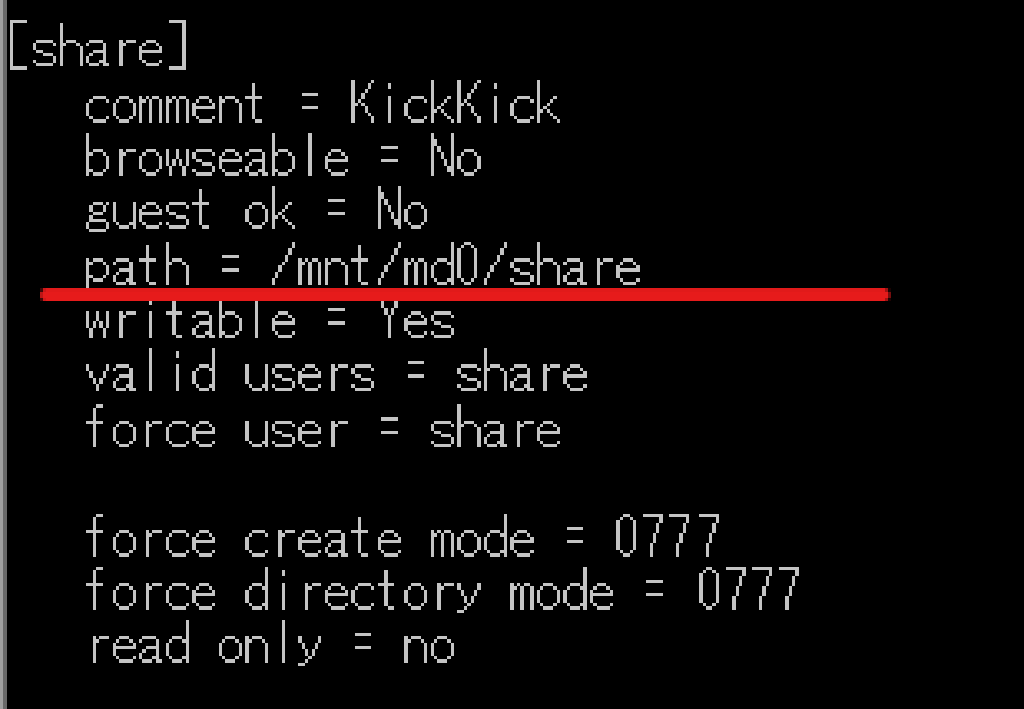 [share]
comment = KickKick
browseable = No
guest ok = No
path = /mnt/md0/share
writable = Yes
valid users = share
force user = share
force create mode = 0777
force directory mode = 0777
read only = no